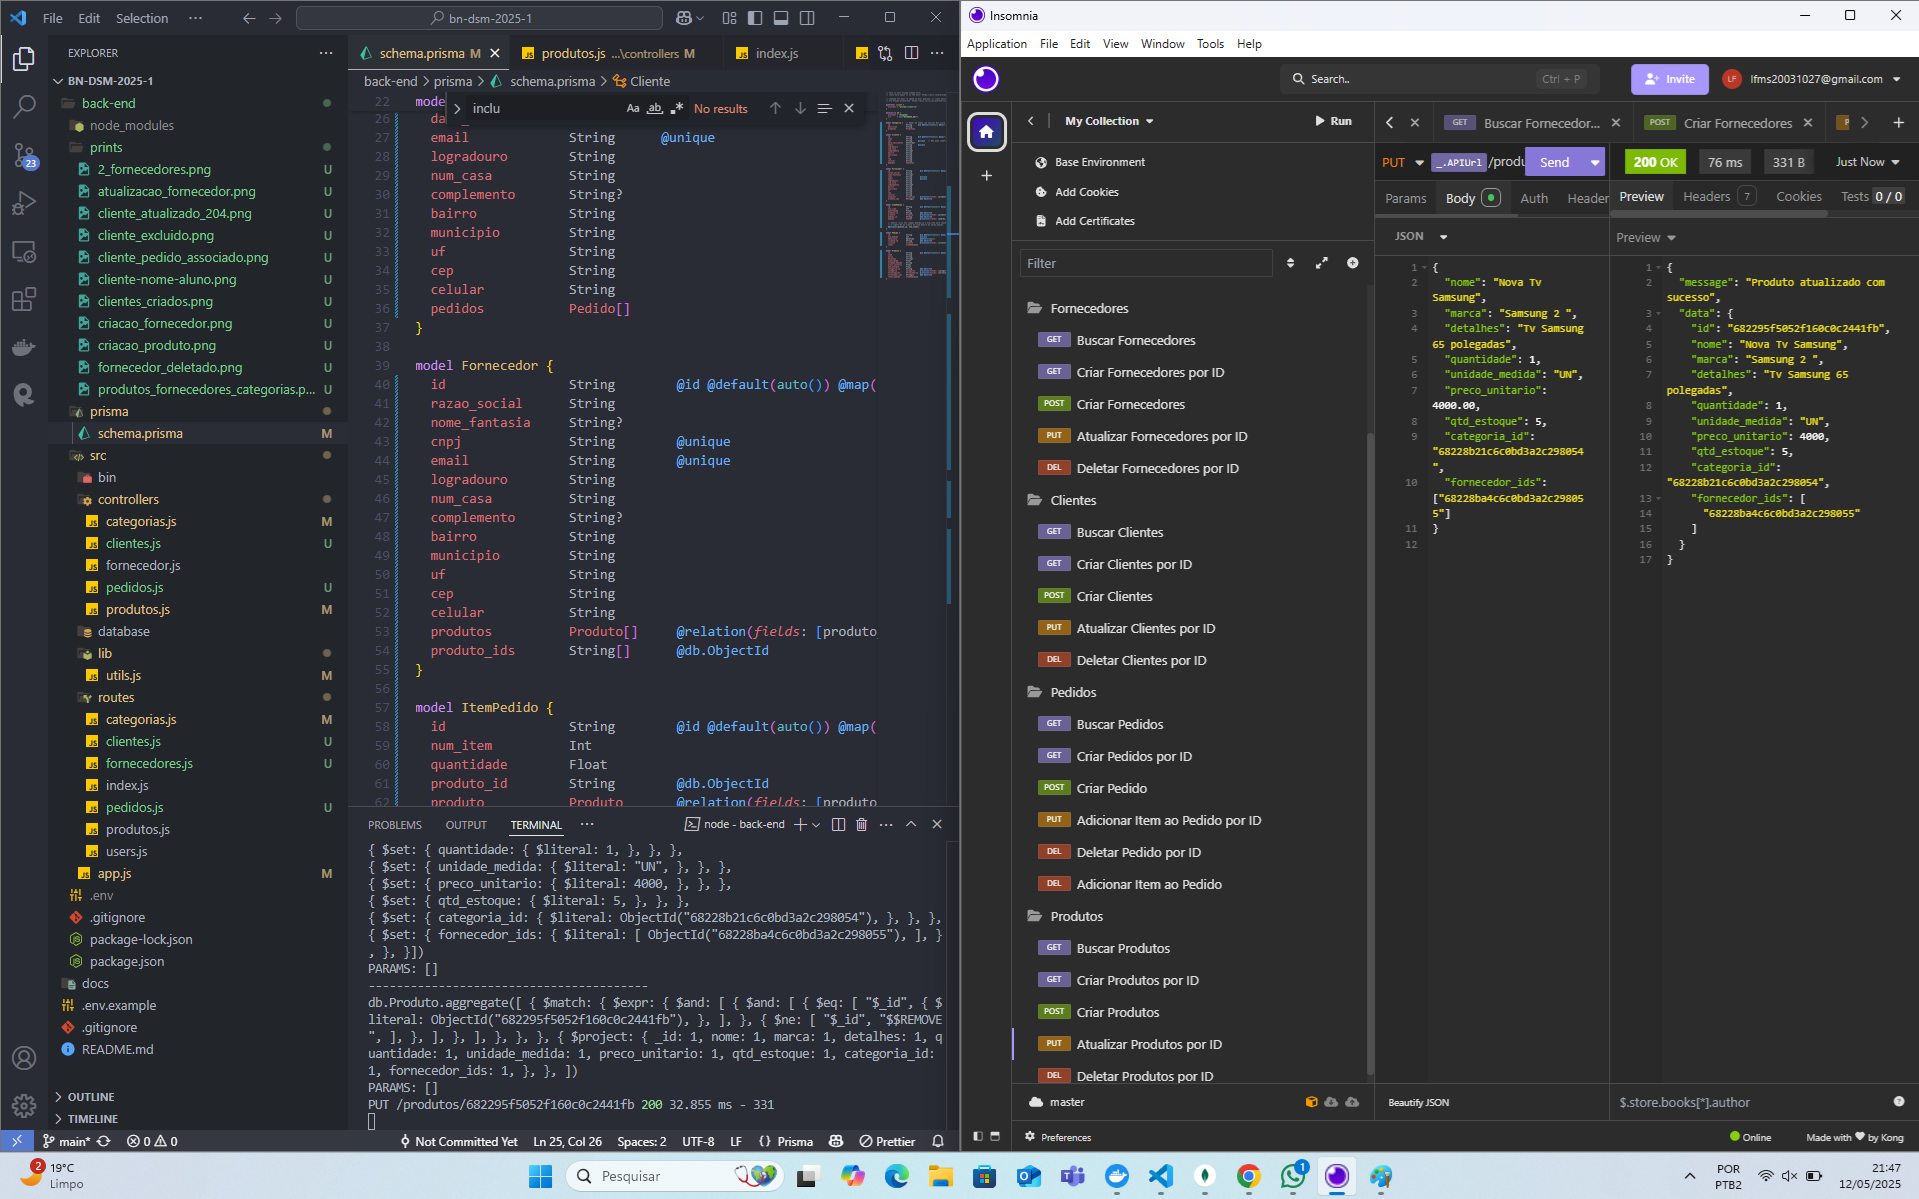 File Edit Selection ··· bn-dsm-2025-1
EXPLORER
BN-DSM-2025-1
back-end
node_modules
prints
2_fornecedores.png U
atualizacao_fornecedor.png U
cliente_atualizado_204.png U
cliente_excluido.png U
cliente_pedido_associado.png U
cliente-nome-aluno.png U
clientes_criados.png U
criacao_fornecedor.png U
criacao_produto.png U
fornecedor_deletado.png U
produtos_fornecedores_categorias.p... U
prisma
schema.prisma M
src
bin
controllers
categorias.js M
clientes.js U
fornecedor.js
pedidos.js U
produtos.js M
database
lib
utils.js M
routes
categorias.js M
clientes.js U
fornecedores.js U
index.js
pedidos.js U
produtos.js
users.js
app.js M
.env
.gitignore
package-lock.json
package.json
docs
.env.example
.gitignore
README.md
OUTLINE
TIMELINE
23
schema.prisma M produtos.js ...\controllers M index.js
back-end > prisma > schema.prisma > Cliente
inclu Aa ab No results
22 mode
26 da
27 email String @unique
28 logradouro String
29 num_casa String
30 complemento String?
31 bairro String
32 municipio String
33 uf String
34 cep String
35 celular String
36 pedidos Pedido[]
37 }
38
39 model Fornecedor {
40 id String @id @default(auto()) @map(
41 razao_social String
42 nome_fantasia String?
43 cnpj String @unique
44 email String @unique
45 logradouro String
46 num_casa String
47 complemento String?
48 bairro String
49 municipio String
50 uf String
51 cep String
52 celular String
53 produtos Produto[] @relation(fields: [produto
54 produto_ids String[] @db.ObjectId
55 }
56
57 model ItemPedido {
58 id String @id @default(auto()) @map(
59 num_item Int
60 quantidade Float
61 produto_id String @db.ObjectId
62 produto Produto @relation(fields: [produto
PROBLEMS OUTPUT TERMINAL ··· node - back-end
{ $set: { quantidade: { $literal: 1, }, }, },
{ $set: { unidade_medida: { $literal: "UN", }, }, },
{ $set: { preco_unitario: { $literal: 4000, }, }, },
{ $set: { qtd_estoque: { $literal: 5, }, }, },
{ $set: { categoria_id: { $literal: ObjectId("68228b21c6c0bd3a2c298054"), }, }, },
{ $set: { fornecedor_ids: { $literal: [ ObjectId("68228ba4c6c0bd3a2c298055"), ], }
, }, }])
PARAMS: []
----------------------------------------
db.Produto.aggregate([ { $match: { $expr: { $and: [ { $and: [ { $eq: [ "$_id", { $
literal: ObjectId("682295f5052f160c0c2441fb"), }, ], }, { $ne: [ "$_id", "$$REMOVE
", ], }, ], }, ], }, }, }, { $project: { _id: 1, nome: 1, marca: 1, detalhes: 1, q
uantidade: 1, unidade_medida: 1, preco_unitario: 1, qtd_estoque: 1, categoria_id:
1, fornecedor_ids: 1, }, }, ])
PARAMS: []
PUT /produtos/682295f5052f160c0c2441fb 200 32.855 ms - 331
main* 0 0 Not Committed Yet Ln 25, Col 26 Spaces: 2 UTF-8 LF {} Prisma Prettier
Insomnia
Application File Edit View Window Tools Help
Search.. Ctrl + P Invite LF lfms20031027@gmail.com
My Collection Run
Base Environment
Add Cookies
Add Certificates
Filter
Fornecedores
GET Buscar Fornecedores
GET Criar Fornecedores por ID
POST Criar Fornecedores
PUT Atualizar Fornecedores por ID
DEL Deletar Fornecedores por ID
Clientes
GET Buscar Clientes
GET Criar Clientes por ID
POST Criar Clientes
PUT Atualizar Clientes por ID
DEL Deletar Clientes por ID
Pedidos
GET Buscar Pedidos
GET Criar Pedidos por ID
POST Criar Pedido
PUT Adicionar Item ao Pedido por ID
DEL Deletar Pedido por ID
DEL Adicionar Item ao Pedido
Produtos
GET Buscar Produtos
GET Criar Produtos por ID
POST Criar Produtos
PUT Atualizar Produtos por ID
DEL Deletar Produtos por ID
master
Preferences
GET Buscar Fornecedor... POST Criar Fornecedores P
PUT _.APIUrl /produ Send 200 OK 76 ms 331 B Just Now
Params Body Auth Header
JSON
1 {
2 "nome": "Nova Tv
Samsung",
3 "marca": "Samsung 2 ",
4 "detalhes": "Tv Samsung
65 polegadas",
5 "quantidade": 1,
6 "unidade_medida": "UN",
7 "preco_unitario":
4000.00,
8 "qtd_estoque": 5,
9 "categoria_id":
"68228b21c6c0bd3a2c298054
",
10 "fornecedor_ids":
["68228ba4c6c0bd3a2c29805
5"]
11 }
12
Beautify JSON
Preview Headers 7 Cookies Tests 0 / 0
Preview
1 {
2 "message": "Produto atualizado com
sucesso",
3 "data": {
4 "id": "682295f5052f160c0c2441fb",
5 "nome": "Nova Tv Samsung",
6 "marca": "Samsung 2 ",
7 "detalhes": "Tv Samsung 65
polegadas",
8 "quantidade": 1,
9 "unidade_medida": "UN",
10 "preco_unitario": 4000,
11 "qtd_estoque": 5,
12 "categoria_id":
"68228b21c6c0bd3a2c298054",
13 "fornecedor_ids": [
14 "68228ba4c6c0bd3a2c298055"
15 ]
16 }
17 }
$.store.books[*].author
Online Made with ♥ by Kong
2 19°C
Limpo
Pesquisar
1
POR
PTB2
21:47
12/05/2025